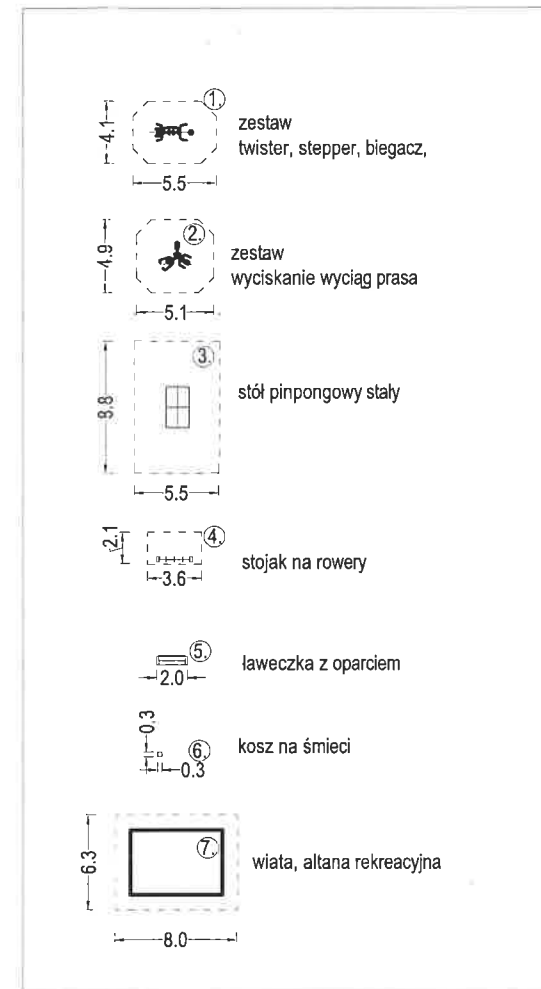 1.
4.1
5.5
zestaw
twister, stepper, biegacz,
2.
4.9
5.1
zestaw
wyciskanie wyciąg prasa
3.
8.8
5.5
stół pinpongowy stały
4.
2.1
3.6
stojak na rowery
5.
2.0
ławeczka z oparciem
6.
0.3
0.3
kosz na śmieci
7.
6.3
8.0
wiata, altana rekreacyjna